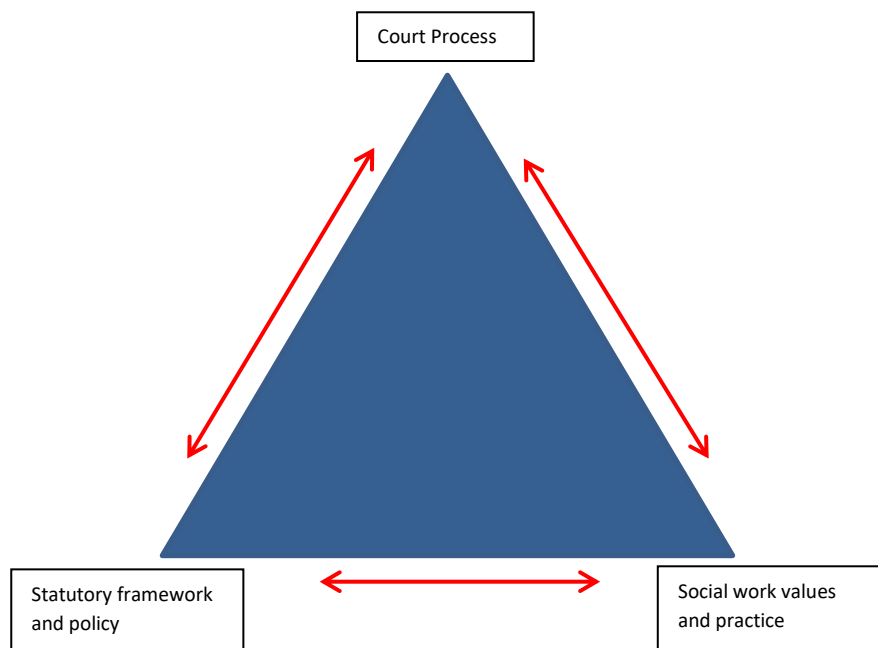 Court Process
Statutory framework
and policy
Social work values
and practice